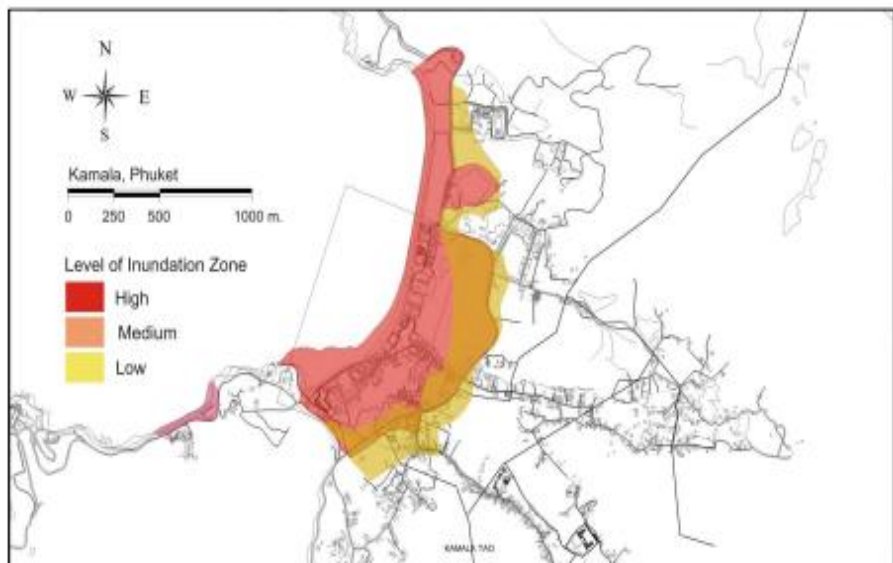 N
W E
S
Kamala, Phuket
0 250 500 1000 m.
Level of Inundation Zone
High
Medium
Low
KAMALA TAO